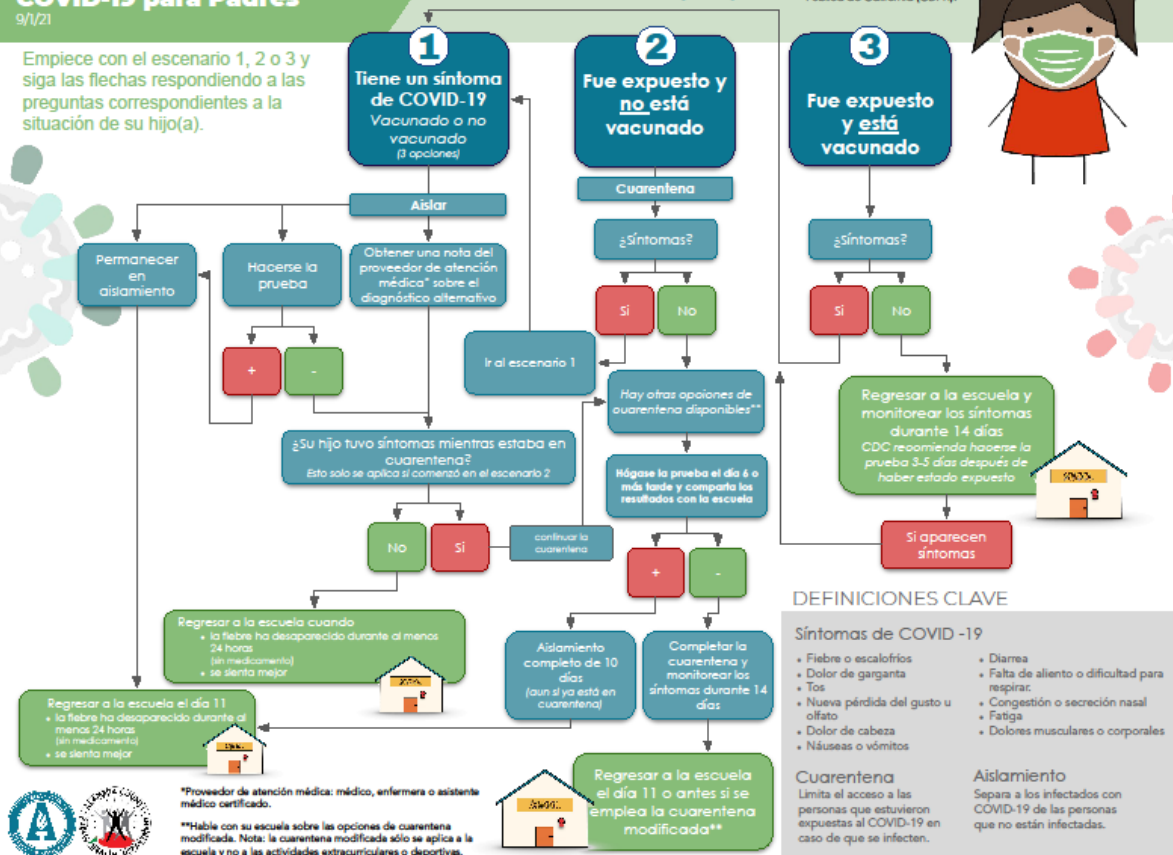 COVID-19 para Padres
9/1/21
Empiece con el escenario 1, 2 o 3 y
siga las flechas respondiendo a las
preguntas correspondientes a la
situación de su hijo(a).
1
Tiene un síntoma
de COVID-19
Vacunado o no
vacunado
(3 opciones)
2
Fue expuesto y
no está
vacunado
3
Fue expuesto
y está
vacunado
Aislar
Cuarentena
Permanecer
en
aislamiento
Hacerse la
prueba
Obtener una nota del
proveedor de atención
médica* sobre el
diagnóstico alternativo
¿Síntomas?
¿Síntomas?
Si
No
Si
No
+
-
Ir al escenario 1
Hay otras opciones de
cuarentena disponibles**
Regresar a la escuela y
monitorear los síntomas
durante 14 días
CDC recomienda hacerse la
prueba 3-5 días después de
haber estado expuesto
SCHOOL
¿Su hijo tuvo síntomas mientras estaba en
cuarentena?
Esto solo se aplica si comenzó en el escenario 2
Hágase la prueba el día 6 o
más tarde y comparta los
resultados con la escuela
No
Si
continuar la
cuarentena
Si aparecen
síntomas
+
-
Regresar a la escuela cuando
• la fiebre ha desaparecido durante al menos
24 horas
(sin medicamento)
• se sienta mejor
Aislamiento
completo de 10
días
(aun si ya está en
cuarentena)
Completar la
cuarentena y
monitorear los
síntomas durante 14
días
Regresar a la escuela el día 11
• la fiebre ha desaparecido durante al
menos 24 horas
(sin medicamento)
• se sienta mejor
Regresar a la escuela
el día 11 o antes si se
emplea la cuarentena
modificada**
*Proveedor de atención médica: médico, enfermera o asistente
médico certificado.
**Hable con su escuela sobre las opciones de cuarentena
modificada. Nota: la cuarentena modificada sólo se aplica a la
escuela y no a las actividades extracurriculares o deportivas.
DEFINICIONES CLAVE
Síntomas de COVID -19
• Fiebre o escalofríos
• Dolor de garganta
• Tos
• Nueva pérdida del gusto u
olfato
• Dolor de cabeza
• Náuseas o vómitos
• Diarrea
• Falta de aliento o dificultad para
respirar.
• Congestión o secreción nasal
• Fatiga
• Dolores musculares o corporales
Cuarentena
Limita el acceso a las
personas que estuvieron
expuestas al COVID-19 en
caso de que se infecten.
Aislamiento
Separa a los infectados con
COVID-19 de las personas
que no están infectadas.